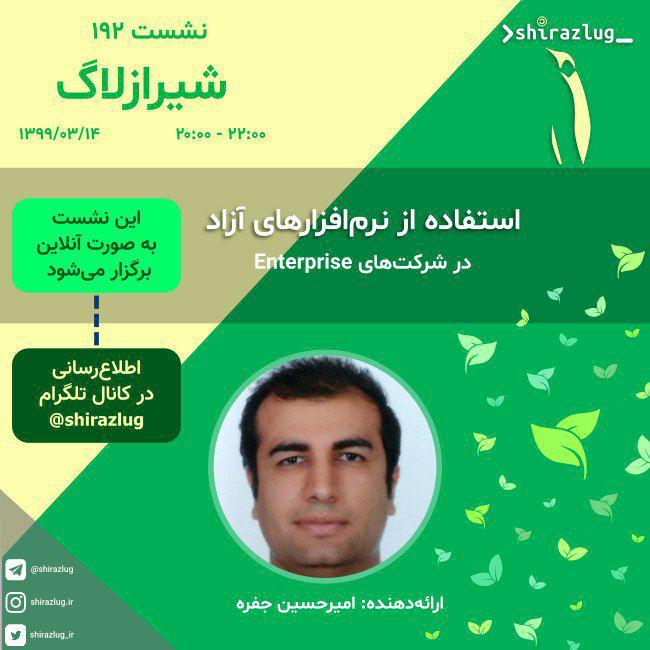 shirazlug_
نشست ۱۹۲
شیرازلاگ
۱۳۹۹/۰۳/۱۴
۲۰:۰۰ - ۲۲:۰۰
استفاده از نرم‌افزارهای آزاد
در شرکت‌های Enterprise
این نشست
به صورت آنلاین
برگزار می‌شود
اطلاع‌رسانی
در کانال تلگرام
@shirazlug
ارائه‌دهنده: امیرحسین جفره
@shirazlug
shirazlug.ir
shirazlug_ir